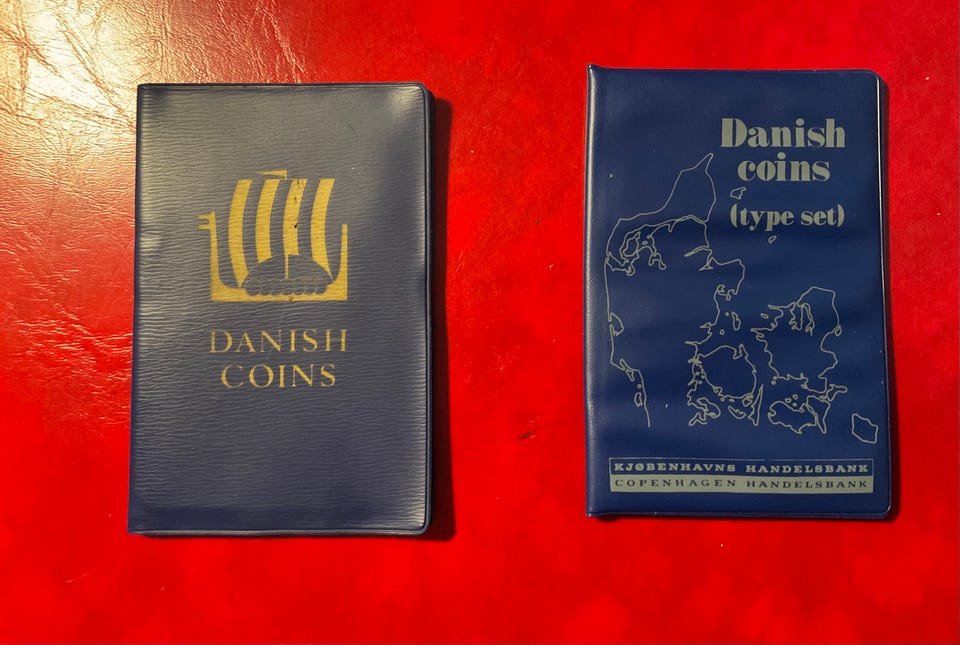 DANISH
COINS
Danish
coins
(type set)
KJØBENHAVNS HANDELSBANK
COPENHAGEN HANDELSBANK